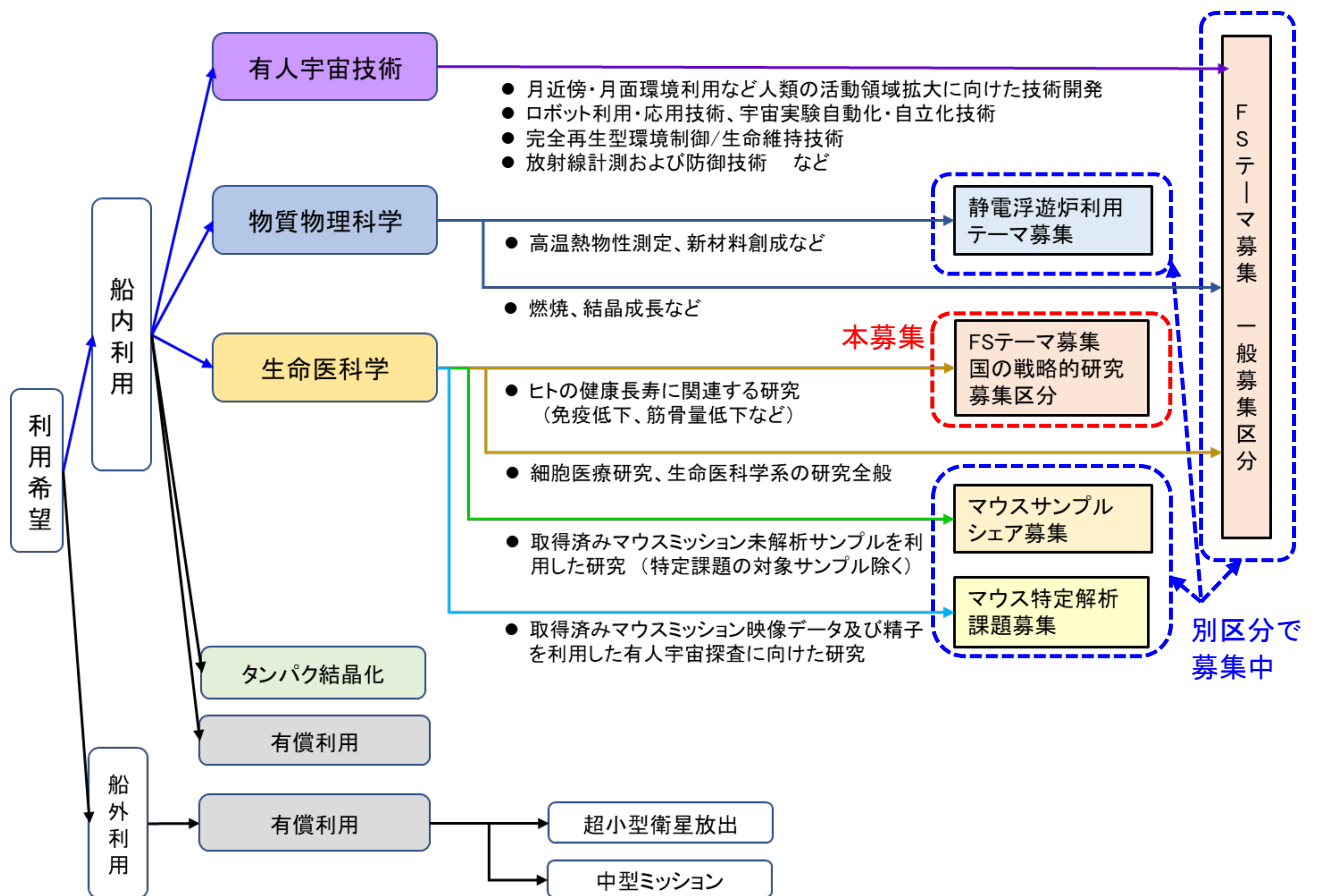 利用希望
船内利用
船外利用
有人宇宙技術
● 月近傍・月面環境利用など人類の活動領域拡大に向けた技術開発
● ロボット利用・応用技術、宇宙実験自動化・自立化技術
● 完全再生型環境制御/生命維持技術
● 放射線計測および防御技術 など
物質物理科学
● 高温熱物性測定、新材料創成など
● 燃焼、結晶成長など
静電浮遊炉利用
テーマ募集
生命医科学
● ヒトの健康長寿に関連する研究
(免疫低下、筋骨量低下など)
本募集
FSテーマ募集
国の戦略的研究
募集区分
● 細胞医療研究、生命医科学系の研究全般
● 取得済みマウスミッション未解析サンプルを利
用した研究 (特定課題の対象サンプル除く)
マウスサンプル
シェア募集
● 取得済みマウスミッション映像データ及び精子
を利用した有人宇宙探査に向けた研究
マウス特定解析
課題募集
FSテーマ募集 一般募集区分
別区分で
募集中
タンパク結晶化
有償利用
有償利用
超小型衛星放出
中型ミッション